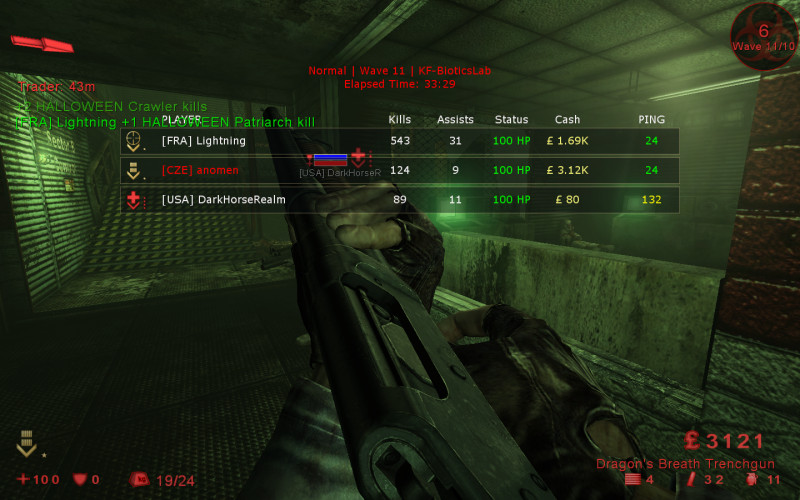 6
Wave 11/10
Normal | Wave 11 | KF-BioticsLab
Elapsed Time: 33:29
Trader: 43m
+2 HALLOWEEN Crawler kills
[FRA] Lightning +1 HALLOWEEN Patriarch kill
PLAYER Kills Assists Status Cash PING
[FRA] Lightning 543 31 100 HP £ 1.69K 24
[CZE] anomen 124 9 100 HP £ 3.12K 24
[USA] DarkHorseR
[USA] DarkHorseRealm 89 11 100 HP £ 80 132
£ 3121
Dragon's Breath Trenchgun
+100 0 19/24 4 32 11